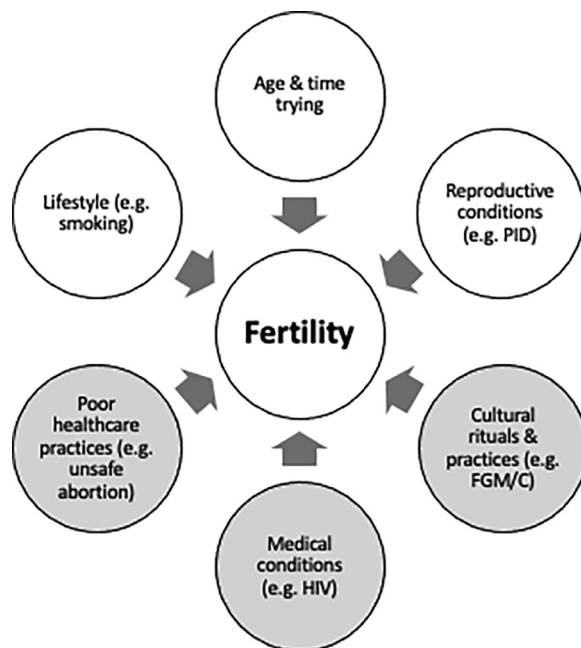 Age & time
trying
Lifestyle (e.g.
smoking)
Reproductive
conditions
(e.g. PID)
Fertility
Poor
healthcare
practices (e.g.
unsafe
abortion)
Cultural
rituals &
practices (e.g.
FGM/C)
Medical
conditions
(e.g. HIV)